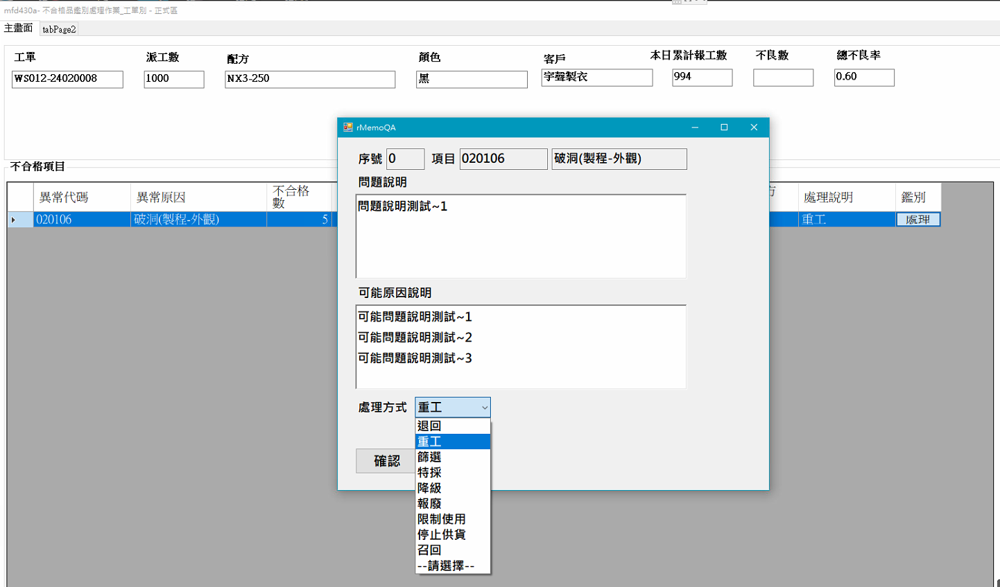 mfd430a- 不合格品鑑別處理作業_工單別 - 正式區
主畫面 tabPage2
工單 派工數 配方 顏色 客戶 本日累計報工數 不良數 總不良率
WS012-24020008 1000 NX3-250 黑 宇聲製衣 994 0.60
rMemoQA
序號 0 項目 020106 破洞(製程-外觀)
問題說明
問題說明測試~1
可能原因說明
可能問題說明測試~1
可能問題說明測試~2
可能問題說明測試~3
處理方式 重工
退回
重工
篩選
特採
降級
報廢
限制使用
停止供貨
召回
--請選擇--
確認
不合格項目
異常代碼 異常原因 不合格數 處理說明 鑑別
020106 破洞(製程-外觀) 5 重工 處理